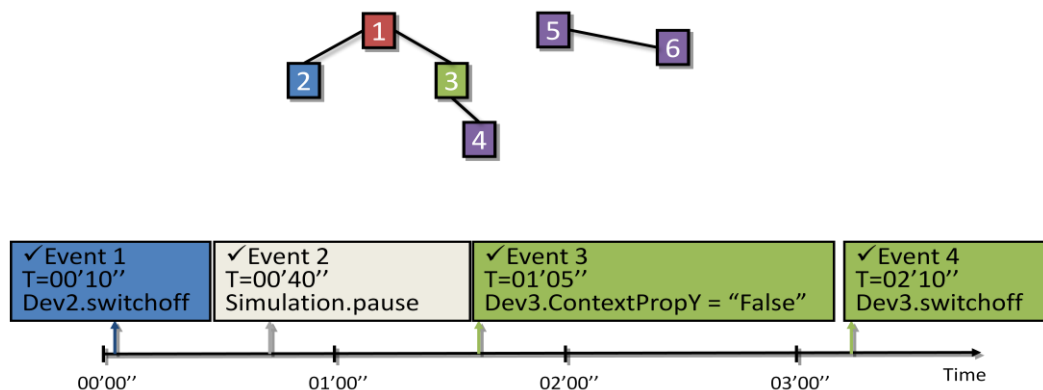 1
2
3
4
5
6
✓Event 1
T=00'10''
Dev2.switchoff
✓Event 2
T=00'40''
Simulation.pause
✓Event 3
T=01'05''
Dev3.ContextPropY = “False”
✓Event 4
T=02'10''
Dev3.switchoff
00'00''
01'00''
02'00''
03'00''
Time